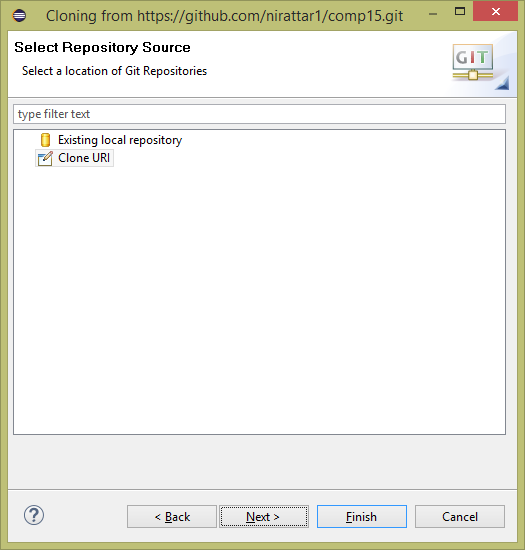 Cloning from https://github.com/nirattar1/comp15.git
Select Repository Source
Select a location of Git Repositories
GIT
type filter text
Existing local repository
Clone URI
?
< Back
Next >
Finish
Cancel